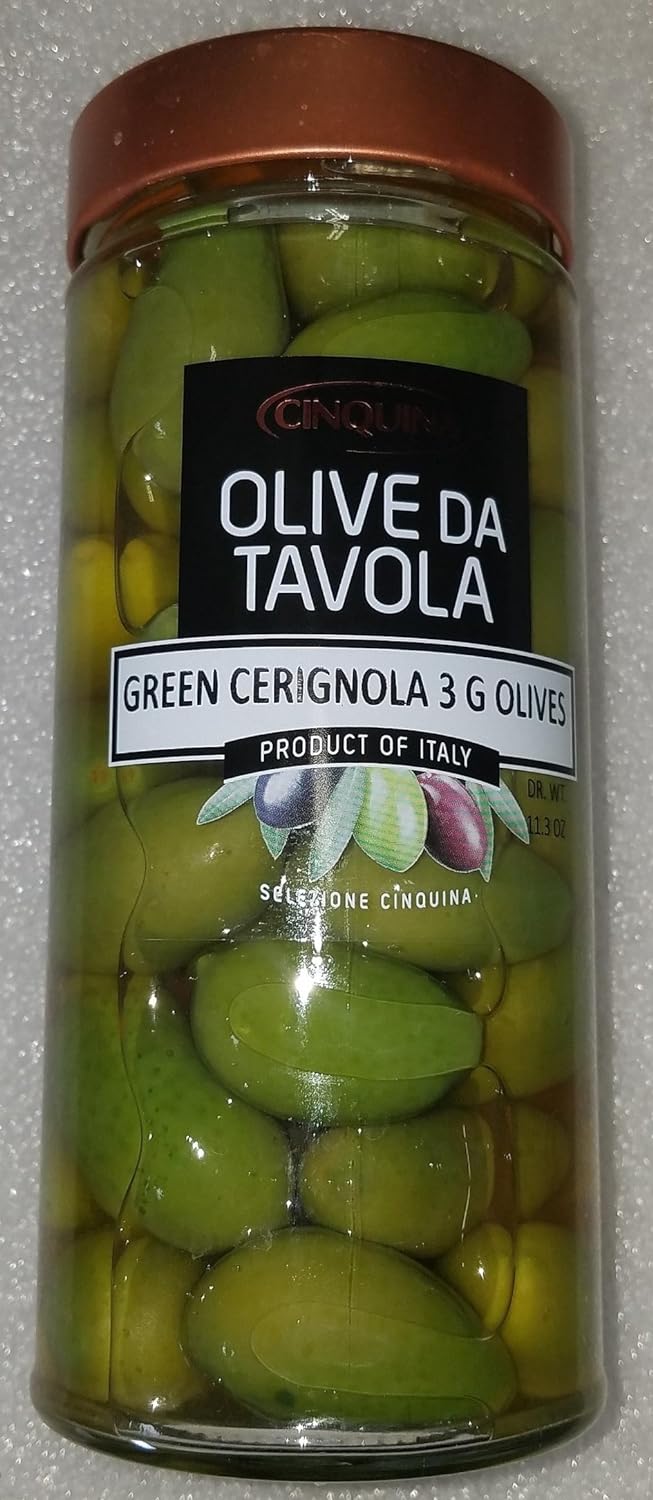 CINQUINA
OLIVE DA
TAVOLA
GREEN CERIGNOLA 3 G OLIVES
PRODUCT OF ITALY
DR. WT.
11.3 OZ
SELEZIONE CINQUINA